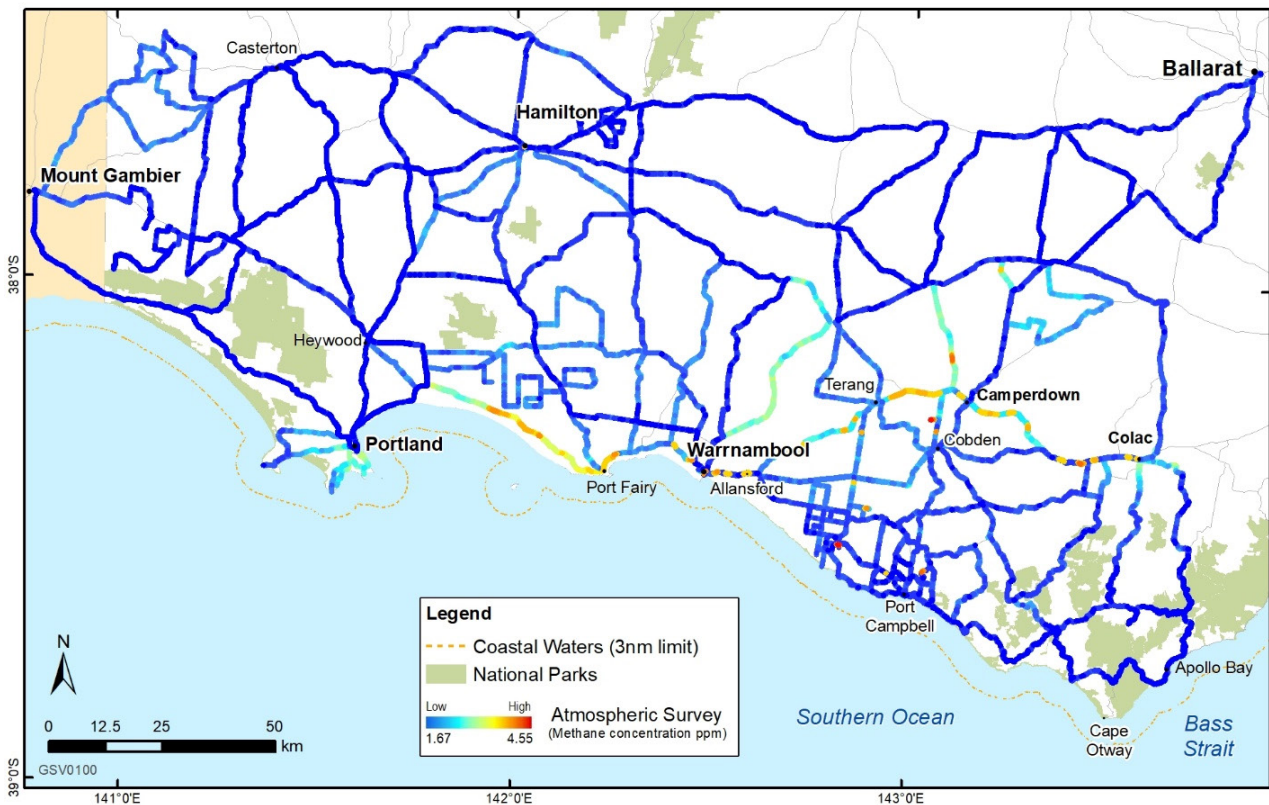 Casterton
Ballarat
Hamilton
Mount Gambier
38°0'S
Heywood
Terang
Camperdown
Portland
Warrnambool
Cobden
Colac
Port Fairy
Allansford
Port
Campbell
Apollo Bay
Cape
Otway
Southern Ocean
Bass
Strait
Legend
Coastal Waters (3nm limit)
National Parks
Low
High
1.67
4.55
Atmospheric Survey
(Methane concentration ppm)
N
0
12.5
25
50
km
GSV0100
39°0'S
141°0'E
142°0'E
143°0'E